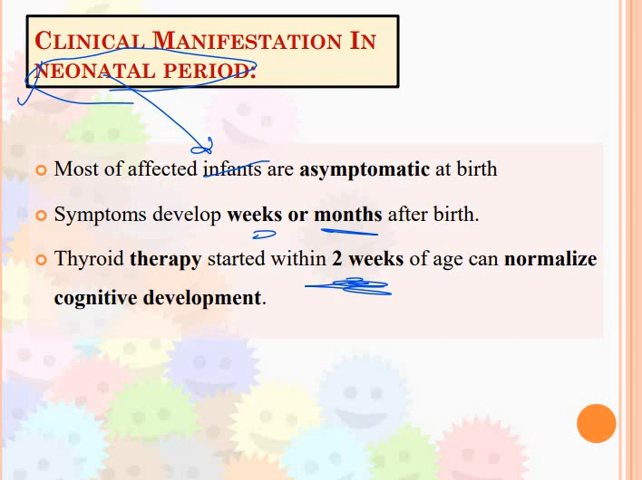 CLINICAL MANIFESTATION IN
NEONATAL PERIOD:
Most of affected infants are asymptomatic at birth
Symptoms develop weeks or months after birth.
Thyroid therapy started within 2 weeks of age can normalize
cognitive development.